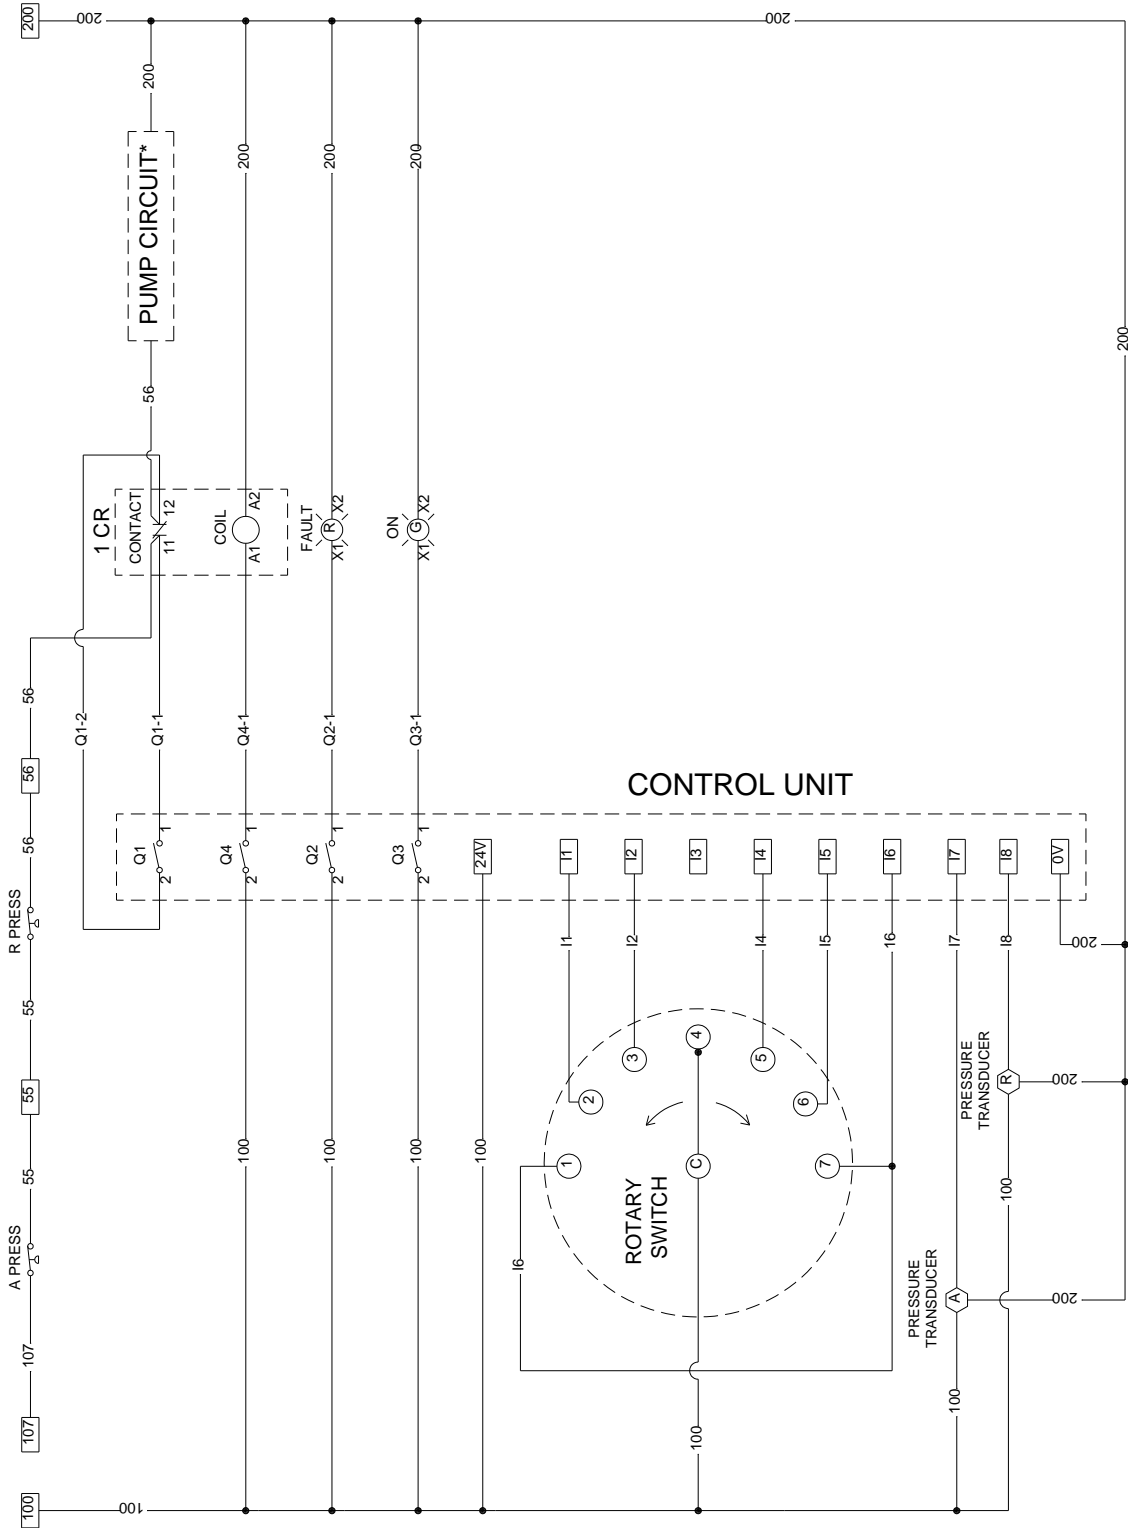 200
200
200
200
PUMP CIRCUIT*
56
1 CR
CONTACT
11
12
COIL
A1
A2
200
FAULT
X1
R
X2
200
ON
X1
G
X2
200
200
56
56
56
R PRESS
55
55
55
A PRESS
107
107
100
100
Q1-2
Q1-1
Q4-1
Q2-1
Q3-1
CONTROL UNIT
Q1
1
2
Q4
1
2
Q2
1
2
Q3
1
2
24V
I1
I2
I3
I4
I5
I6
I7
I8
0V
I1
I2
I4
I5
16
I7
I8
200
100
100
100
100
ROTARY
SWITCH
C
1
2
3
4
5
6
7
I6
100
PRESSURE
TRANSDUCER
R
200
100
PRESSURE
TRANSDUCER
A
200
100